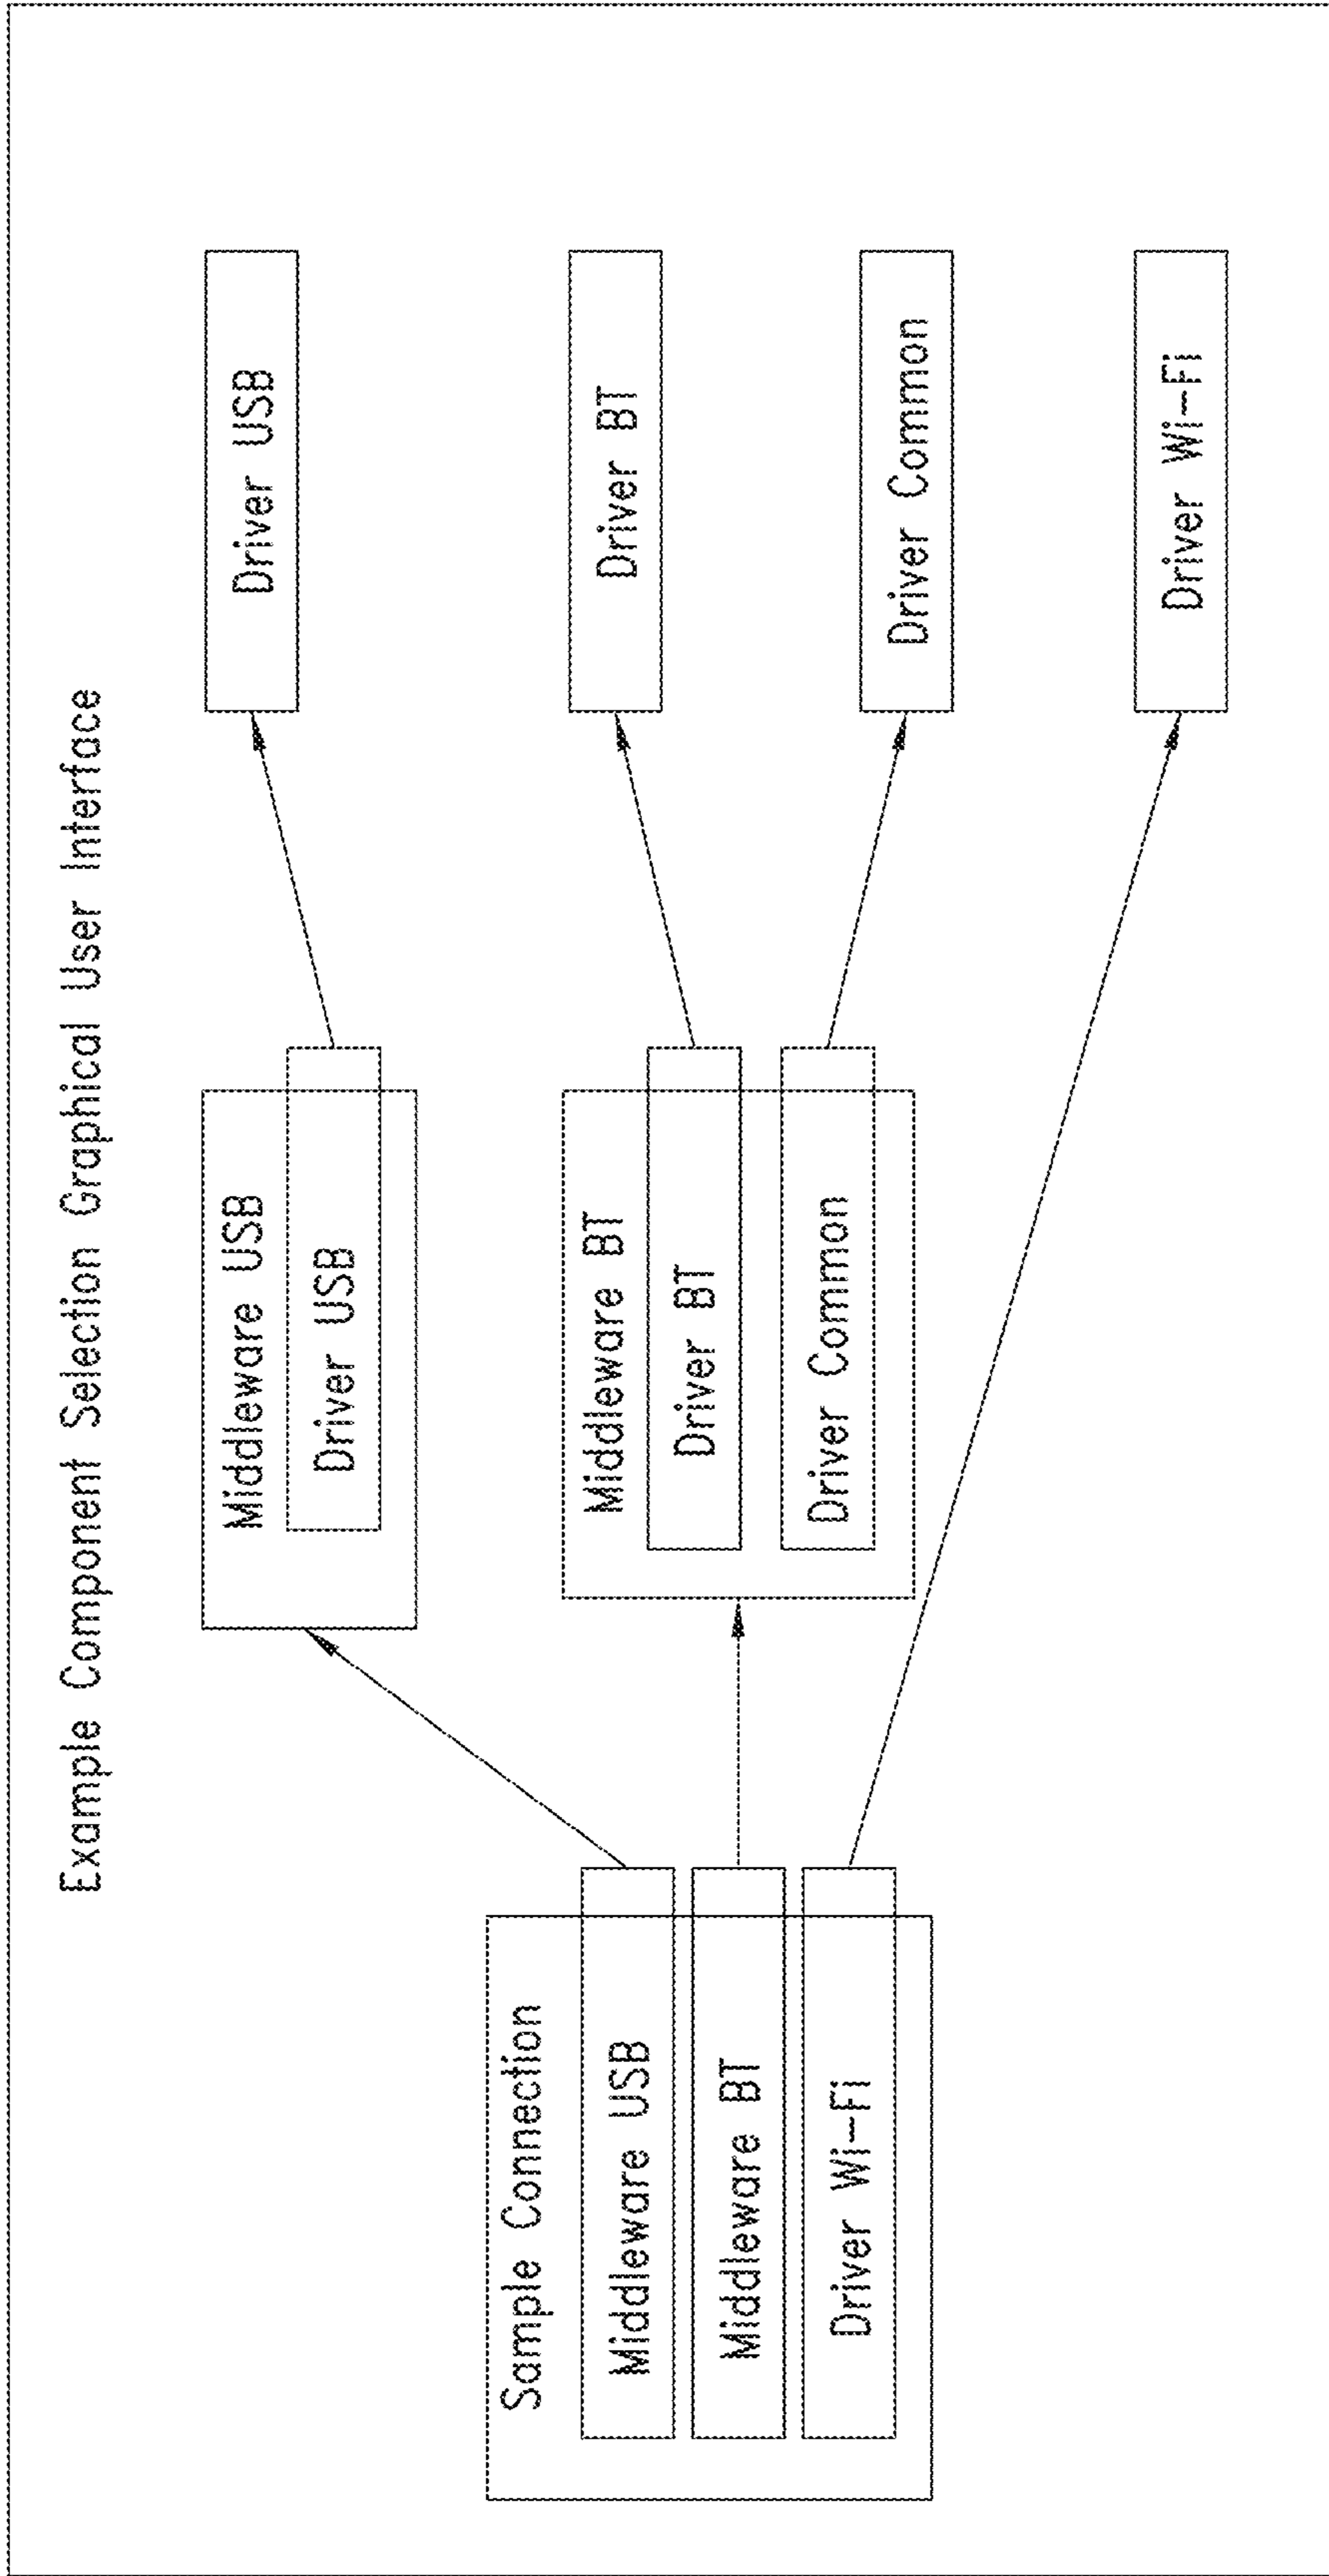 Example Component Selection Graphical User Interface
Sample Connection
Middleware USB
Middleware BT
Driver Wi-Fi
Middleware USB
Driver USB
Middleware BT
Driver BT
Driver Common
Driver USB
Driver BT
Driver Common
Driver Wi-Fi